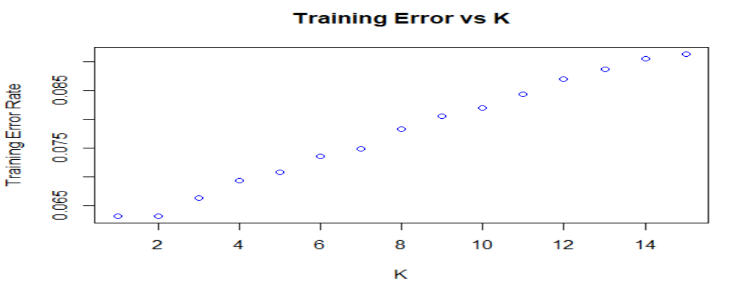 Training Error vs K
Training Error Rate
0.085
0.075
0.065
2 4 6 8 10 12 14
K